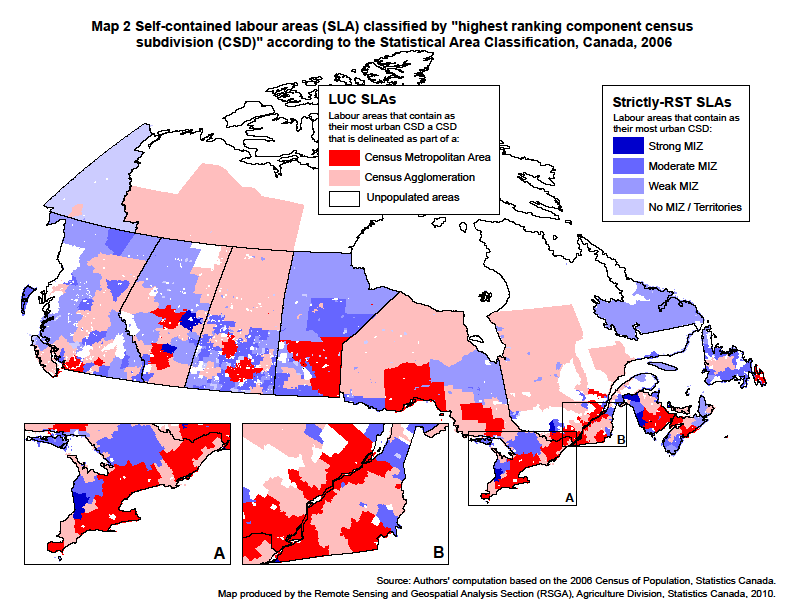 Map 2 Self-contained labour areas (SLA) classified by "highest ranking component census
subdivision (CSD)" according to the Statistical Area Classification, Canada, 2006
LUC SLAs
Labour areas that contain as
their most urban CSD a CSD
that is delineated as part of a:
Census Metropolitan Area
Census Agglomeration
Unpopulated areas
Strictly-RST SLAs
Labour areas that contain as
their most urban CSD:
Strong MIZ
Moderate MIZ
Weak MIZ
No MIZ / Territories
B
A
A
B
Source: Authors' computation based on the 2006 Census of Population, Statistics Canada.
Map produced by the Remote Sensing and Geospatial Analysis Section (RSGA), Agriculture Division, Statistics Canada, 2010.